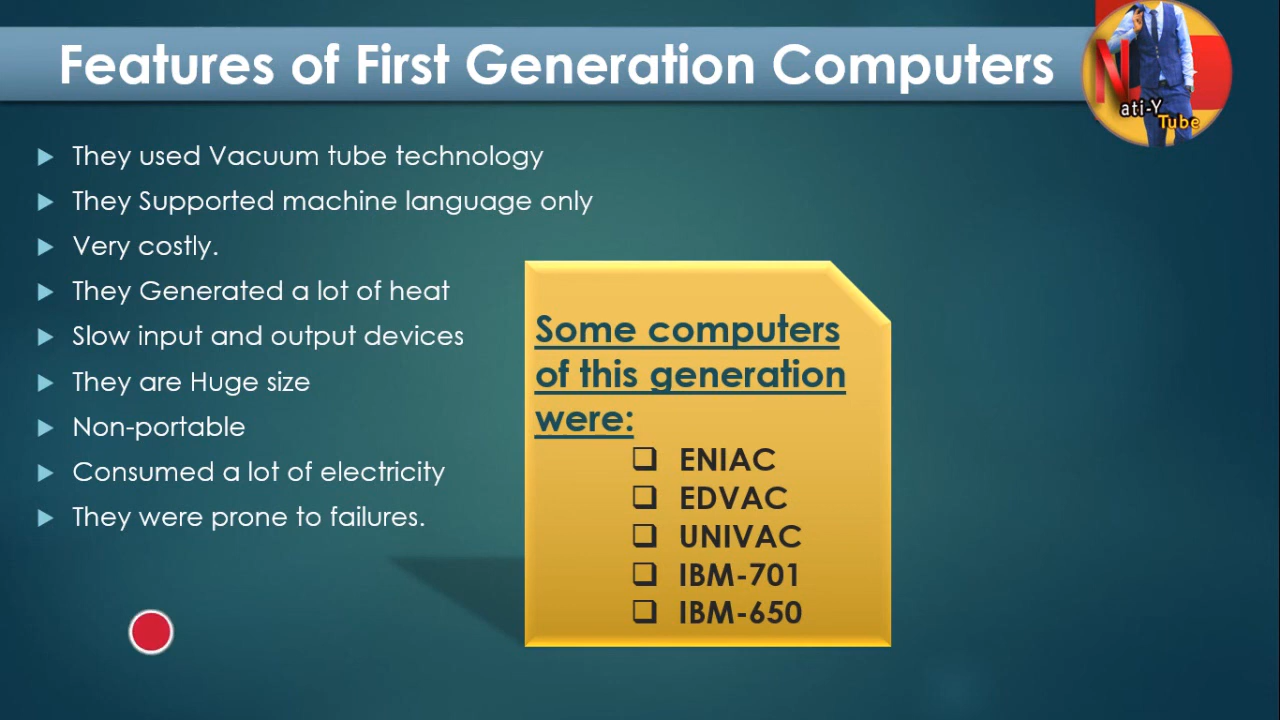 Features of First Generation Computers
N
ati-Y
Tube
They used Vacuum tube technology
They Supported machine language only
Very costly.
They Generated a lot of heat
Slow input and output devices
They are Huge size
Non-portable
Consumed a lot of electricity
They were prone to failures.
Some computers
of this generation
were:
ENIAC
EDVAC
UNIVAC
IBM-701
IBM-650